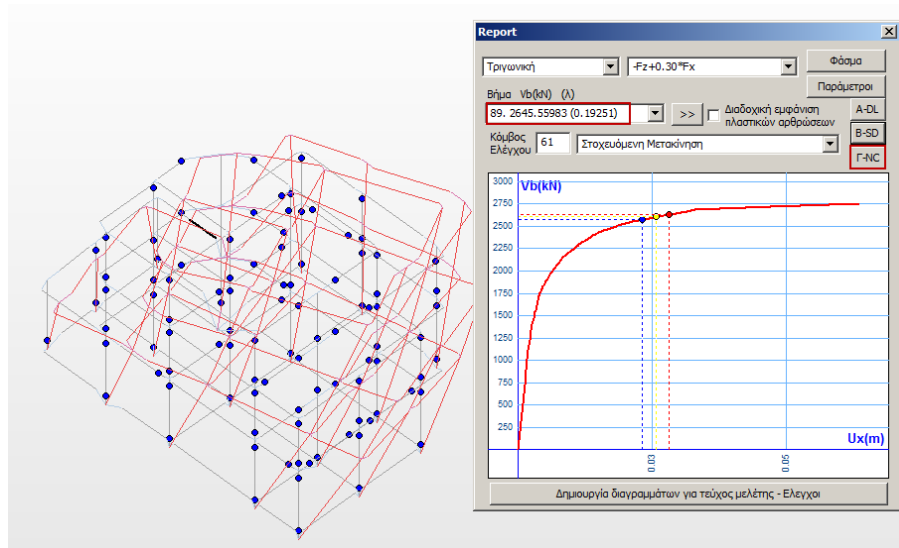 Report
Τριγωνική
-Fz+0.30*Fx
Φάσμα
Παράμετροι
Βήμα Vb(kN) (λ)
89. 2645.55983 (0.19251)
>>
Διαδοχική εμφάνιση
πλαστικών αρθρώσεων
A-DL
Κόμβος
Ελέγχου
61
Στοχευόμενη Μετακίνηση
B-SD
Γ-NC
Vb(kN)
3000
2750
2500
2250
2000
1750
1500
1250
1000
750
500
250
Ux(m)
0.03
0.05
Δημιουργία διαγραμμάτων για τεύχος μελέτης - Ελεγχοι